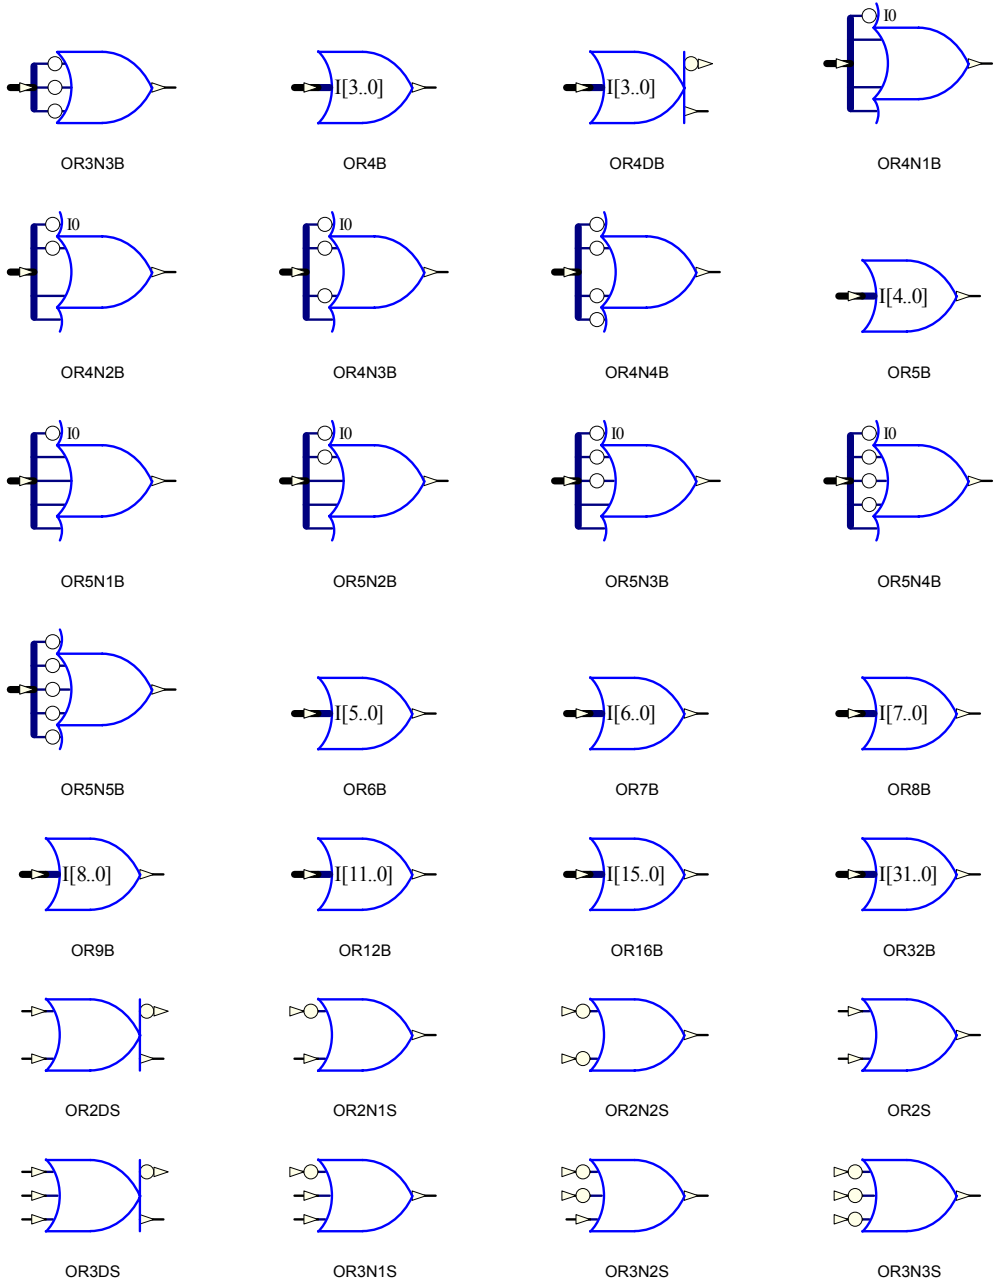 I0
I[3..0]
I[3..0]
OR3N3B
OR4B
OR4DB
OR4N1B
I0
I0
I0
I[4..0]
OR4N2B
OR4N3B
OR4N4B
OR5B
I0
I0
I0
I0
OR5N1B
OR5N2B
OR5N3B
OR5N4B
I[5..0]
I[6..0]
I[7..0]
OR5N5B
OR6B
OR7B
OR8B
I[8..0]
I[11..0]
I[15..0]
I[31..0]
OR9B
OR12B
OR16B
OR32B
OR2DS
OR2N1S
OR2N2S
OR2S
OR3DS
OR3N1S
OR3N2S
OR3N3S